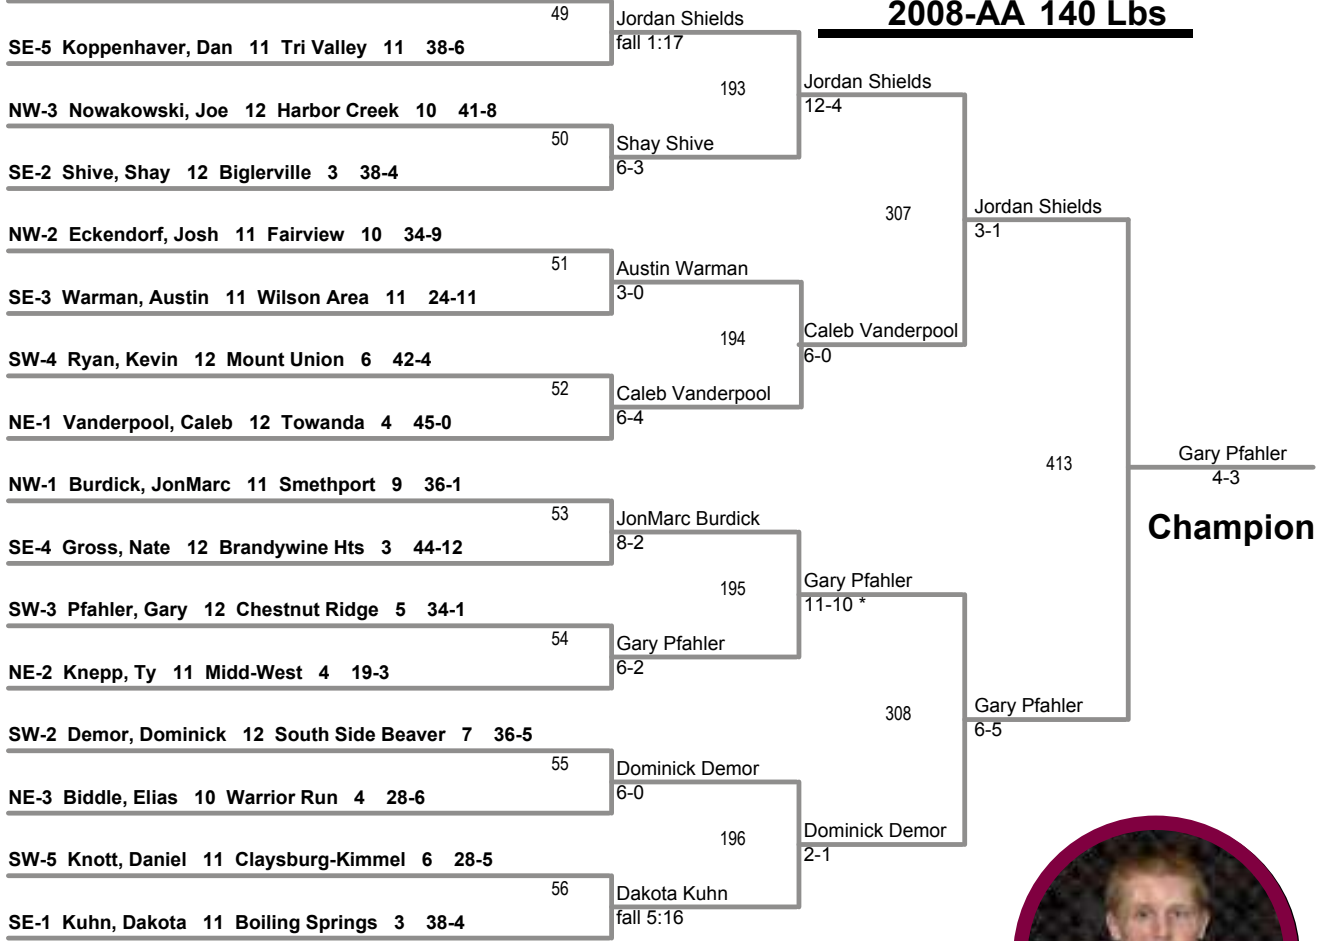 2008-AA 140 Lbs
49
Jordan Shields
fall 1:17
SE-5 Koppenhaver, Dan 11 Tri Valley 11 38-6
193
Jordan Shields
12-4
NW-3 Nowakowski, Joe 12 Harbor Creek 10 41-8
50
Shay Shive
6-3
SE-2 Shive, Shay 12 Biglerville 3 38-4
307
Jordan Shields
3-1
NW-2 Eckendorf, Josh 11 Fairview 10 34-9
51
Austin Warman
3-0
SE-3 Warman, Austin 11 Wilson Area 11 24-11
194
Caleb Vanderpool
6-0
SW-4 Ryan, Kevin 12 Mount Union 6 42-4
52
Caleb Vanderpool
6-4
NE-1 Vanderpool, Caleb 12 Towanda 4 45-0
413
Gary Pfahler
4-3
Champion
NW-1 Burdick, JonMarc 11 Smethport 9 36-1
53
JonMarc Burdick
8-2
SE-4 Gross, Nate 12 Brandywine Hts 3 44-12
195
Gary Pfahler
11-10 *
SW-3 Pfahler, Gary 12 Chestnut Ridge 5 34-1
54
Gary Pfahler
6-2
NE-2 Knepp, Ty 11 Midd-West 4 19-3
308
Gary Pfahler
6-5
SW-2 Demor, Dominick 12 South Side Beaver 7 36-5
55
Dominick Demor
6-0
NE-3 Biddle, Elias 10 Warrior Run 4 28-6
196
Dominick Demor
2-1
SW-5 Knott, Daniel 11 Claysburg-Kimmel 6 28-5
56
Dakota Kuhn
fall 5:16
SE-1 Kuhn, Dakota 11 Boiling Springs 3 38-4